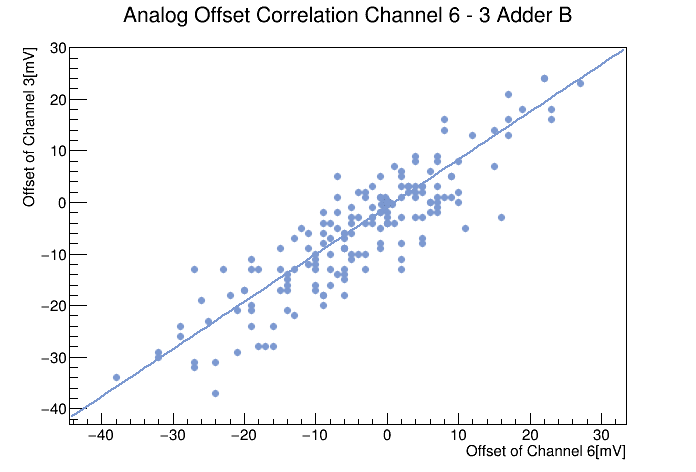 Analog Offset Correlation Channel 6 - 3 Adder B
Offset of Channel 3[mV]
30
20
10
0
−10
−20
−30
−40
−40 −30 −20 −10 0 10 20 30
Offset of Channel 6[mV]